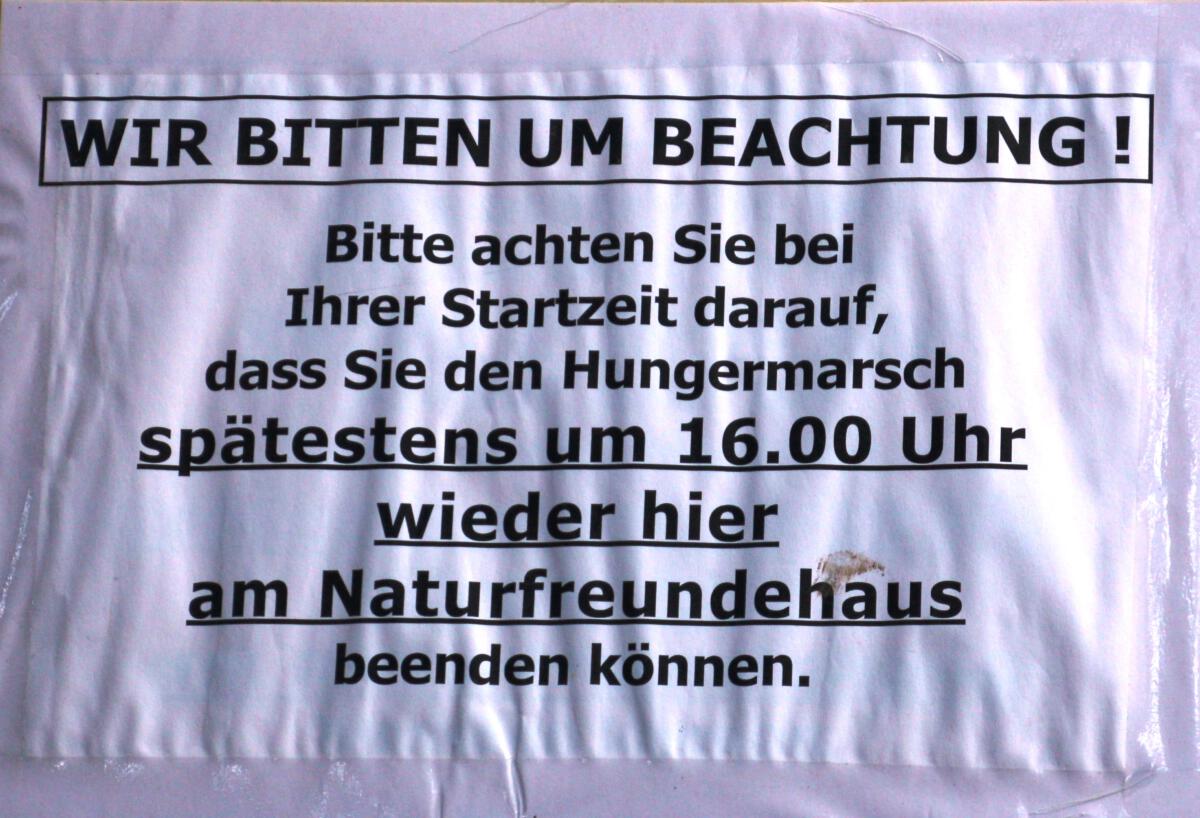 WIR BITTEN UM BEACHTUNG !
Bitte achten Sie bei
Ihrer Startzeit darauf,
dass Sie den Hungermarsch
spätestens um 16.00 Uhr
wieder hier
am Naturfreundehaus
beenden können.